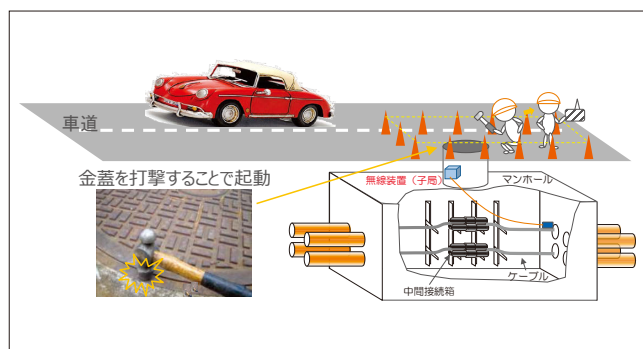 車道
金蓋を打撃することで起動
無線装置（子局）
マンホール
ケーブル
中間接続箱